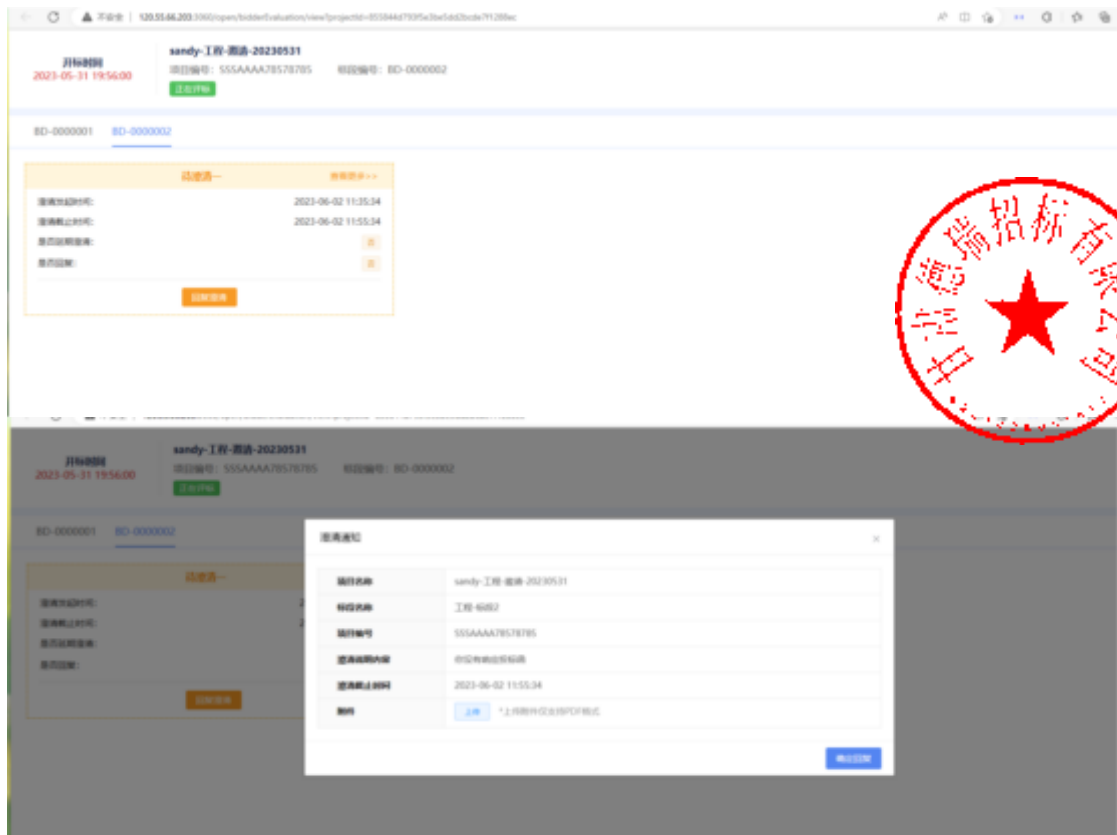 不安全 | 120.55.66.203:3060/open/bidderEvaluation/view?projectId=
开标时间
2023-05-31 19:56:00
sandy-工程-邀请-20230531
项目编号: SSSAAAA78578785 标段编号: BD-0000002
正在评标
BD-0000001 BD-0000002
待澄清一 查看更多>>
澄清发起时间: 2023-06-02 11:35:34
澄清截止时间: 2023-06-02 11:55:34
是否延期澄清: 否
是否回复: 否
回复澄清
招标有限公司
开标时间
2023-05-31 19:56:00
sandy-工程-邀请-20230531
项目编号: SSSAAAA78578785 标段编号: BD-0000002
正在评标
BD-0000001 BD-0000002
待澄清一
澄清发起时间:
澄清截止时间:
是否延期澄清:
是否回复:
回复澄清
澄清通知
项目名称 sandy-工程-邀请-20230531
标段名称 工程-标段2
项目编号 SSSAAAA78578785
澄清说明内容 你没有响应投标函
澄清截止时间 2023-06-02 11:55:34
附件 上传 *上传附件仅支持PDF格式
确定回复